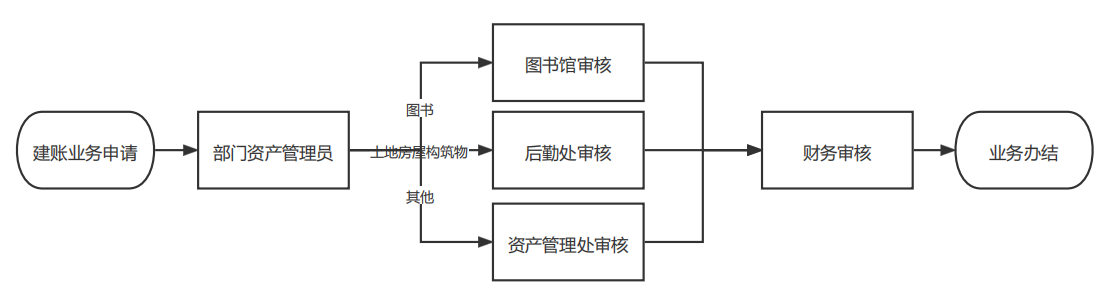 建账业务申请
部门资产管理员
图书
土地房屋构筑物
其他
图书馆审核
后勤处审核
资产管理处审核
财务审核
业务办结